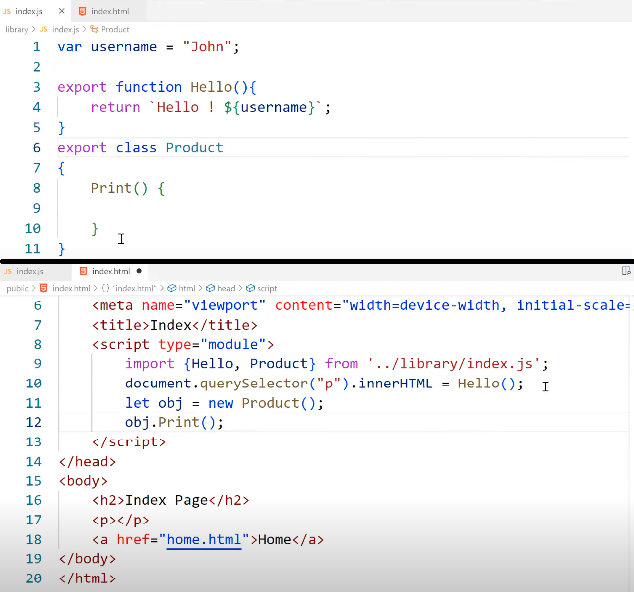 JS index.js × index.html
library > JS index.js > Product
1 var username = "John";
2
3 export function Hello(){
4 return `Hello ! ${username}`;
5 }
6 export class Product
7 {
8 Print() {
9
10 }
11 }
JS index.js index.html ●
public > index.html > {} "index.html" > html > head > script
6 <meta name="viewport" content="width=device-width, initial-scale=
7 <title>Index</title>
8 <script type="module">
9 import {Hello, Product} from '../library/index.js';
10 document.querySelector("p").innerHTML = Hello();
11 let obj = new Product();
12 obj.Print();
13 </script>
14 </head>
15 <body>
16 <h2>Index Page</h2>
17 <p></p>
18 <a href="home.html">Home</a>
19 </body>
20 </html>